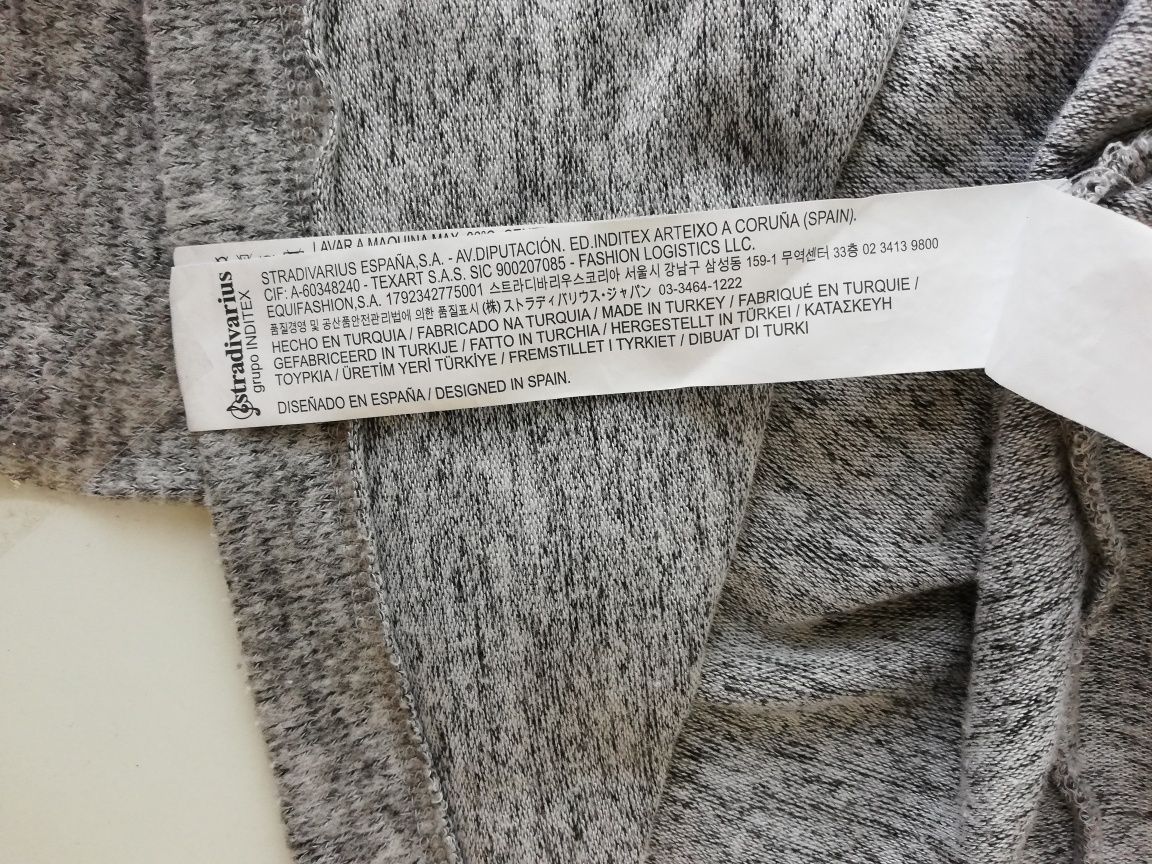 stradivarius
grupo INDITEX
LAVAR A MAQUINA MAX.
STRADIVARIUS ESPAÑA,S.A. - AV.DIPUTACIÓN. ED.INDITEX ARTEIXO A CORUÑA (SPAIN).
CIF: A-60348240 - TEXART S.A.S. SIC 900207085 - FASHION LOGISTICS LLC.
EQUIFASHION,S.A. 1792342775001 스트라디바리우스코리아 서울시 강남구 삼성동 159-1 무역센터 33층 02 3413 9800
품질경영 및 공산품안전관리법에 의한 품질표시 (株) ストラディバリウス・ジャパン 03-3464-1222
HECHO EN TURQUIA / FABRICADO NA TURQUIA / MADE IN TURKEY / FABRIQUÉ EN TURQUIE /
GEFABRICEERD IN TURKIJE / FATTO IN TURCHIA / HERGESTELLT IN TÜRKEI / ΚΑΤΑΣΚΕΥΗ
ΤΟΥΡΚΙΑ / ÜRETİM YERİ TÜRKİYE / FREMSTILLET I TYRKIET / DIBUAT DI TURKI
DISEÑADO EN ESPAÑA / DESIGNED IN SPAIN.